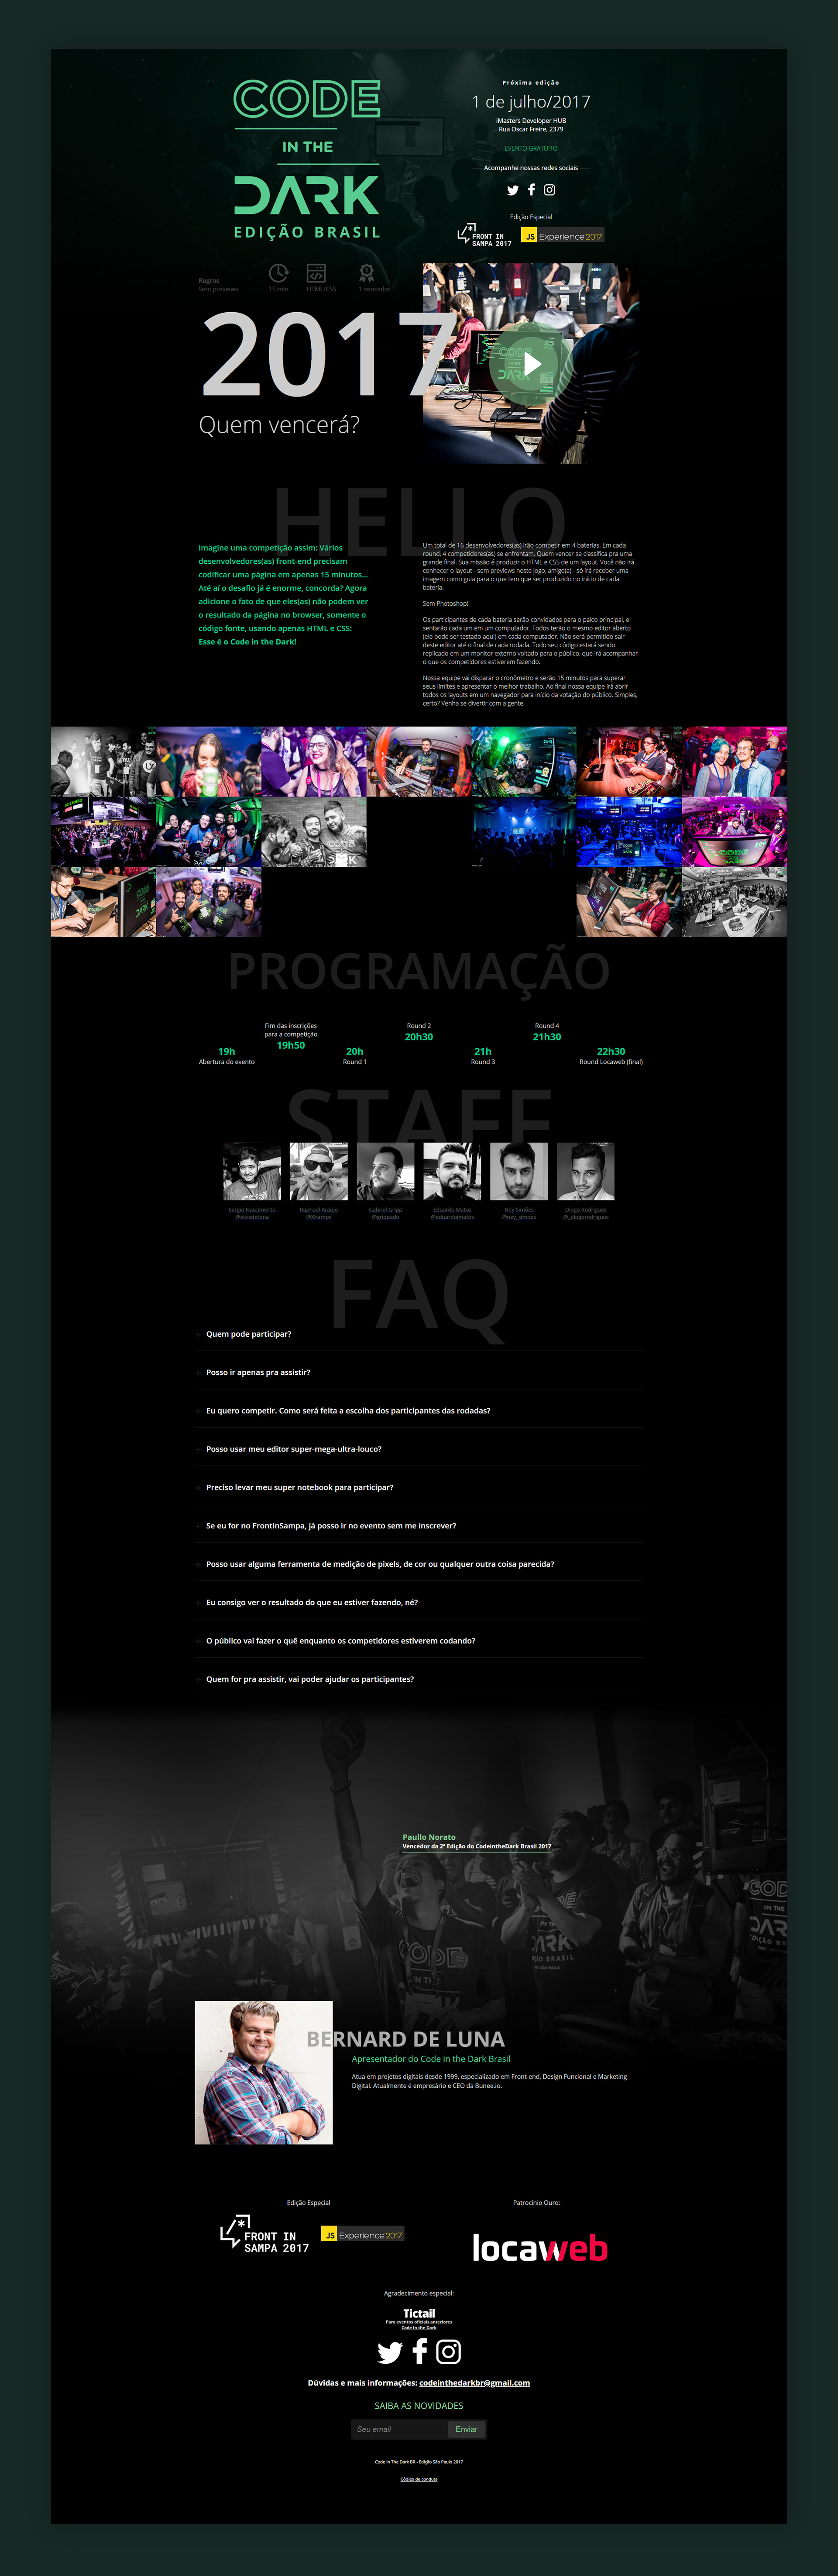 CODE
IN THE
DARK
EDIÇÃO BRASIL
Próxima edição
1 de julho/2017
iMasters Developer HUB
Rua Oscar Freire, 2379
EVENTO GRATUITO
Acompanhe nossas redes sociais
Edição Especial
FRONT IN
SAMPA 2017
JS Experience'2017
Regras
Sem previews
15 min.
HTML/CSS
1 vencedor
2017
Quem vencerá?
HELLO
Imagine uma competição assim: Vários
desenvolvedores(as) front-end precisam
codificar uma página em apenas 15 minutos...
Até aí o desafio já é enorme, concorda? Agora
adicione o fato de que eles(as) não podem ver
o resultado da página no browser, somente o
código fonte, usando apenas HTML e CSS:
Esse é o Code in the Dark!
Um total de 16 desenvolvedores(as) irão competir em 4 baterias. Em cada
round, 4 competidores(as) se enfrentam. Quem vencer se classifica pra uma
grande final. Sua missão é produzir o HTML e CSS de um layout. Você não irá
conhecer o layout - sem previews neste jogo, amigo(a) - só irá receber uma
imagem como guia para o que tem que ser produzido no início de cada
bateria.
Sem Photoshop!
Os participantes de cada bateria serão convidados para o palco principal, e
sentarão cada um em um computador. Todos terão o mesmo editor aberto
(ele pode ser testado aqui) em cada computador. Não será permitido sair
deste editor até o final de cada rodada. Todo seu código estará sendo
replicado em um monitor externo voltado para o público, que irá acompanhar
o que os competidores estiverem fazendo.
Nossa equipe vai disparar o cronômetro e serão 15 minutos para superar
seus limites e apresentar o melhor trabalho. Ao final nossa equipe irá abrir
todos os layouts em um navegador para início da votação do público. Simples,
certo? Venha se divertir com a gente.
PROGRAMAÇÃO
19h
Abertura do evento
Fim das inscrições
para a competição
19h50
20h
Round 1
Round 2
20h30
21h
Round 3
Round 4
21h30
22h30
Round Locaweb (final)
STAFF
Sergio Nascimento
@elvisdetona
Raphael Araujo
@Xhamps
Gabriel Gripp
@grippado
Eduardo Matos
@eduardojmatos
Ney Simões
@ney_simoes
Diogo Rodrigues
@_diogorodrigues
FAQ
+ Quem pode participar?
+ Posso ir apenas pra assistir?
+ Eu quero competir. Como será feita a escolha dos participantes das rodadas?
+ Posso usar meu editor super-mega-ultra-louco?
+ Preciso levar meu super notebook para participar?
+ Se eu for no FrontinSampa, já posso ir no evento sem me inscrever?
+ Posso usar alguma ferramenta de medição de pixels, de cor ou qualquer outra coisa parecida?
+ Eu consigo ver o resultado do que eu estiver fazendo, né?
+ O público vai fazer o quê enquanto os competidores estiverem codando?
+ Quem for pra assistir, vai poder ajudar os participantes?
Paullo Norato
Vencedor da 2ª Edição do CodeintheDark Brasil 2017
BERNARD DE LUNA
Apresentador do Code in the Dark Brasil
Atua em projetos digitais desde 1999, especializado em Front-end, Design Funcional e Marketing
Digital. Atualmente é empresário e CEO da Bunee.io.
Edição Especial
FRONT IN
SAMPA 2017
JS Experience'2017
Patrocínio Ouro:
locaweb
Agradecimento especial:
Tictail
Para eventos oficiais anteriores
Code in the Dark
Dúvidas e mais informações: codeinthedarkbr@gmail.com
SAIBA AS NOVIDADES
Seu email
Enviar
Code In The Dark BR - Edição São Paulo 2017
Código de conduta